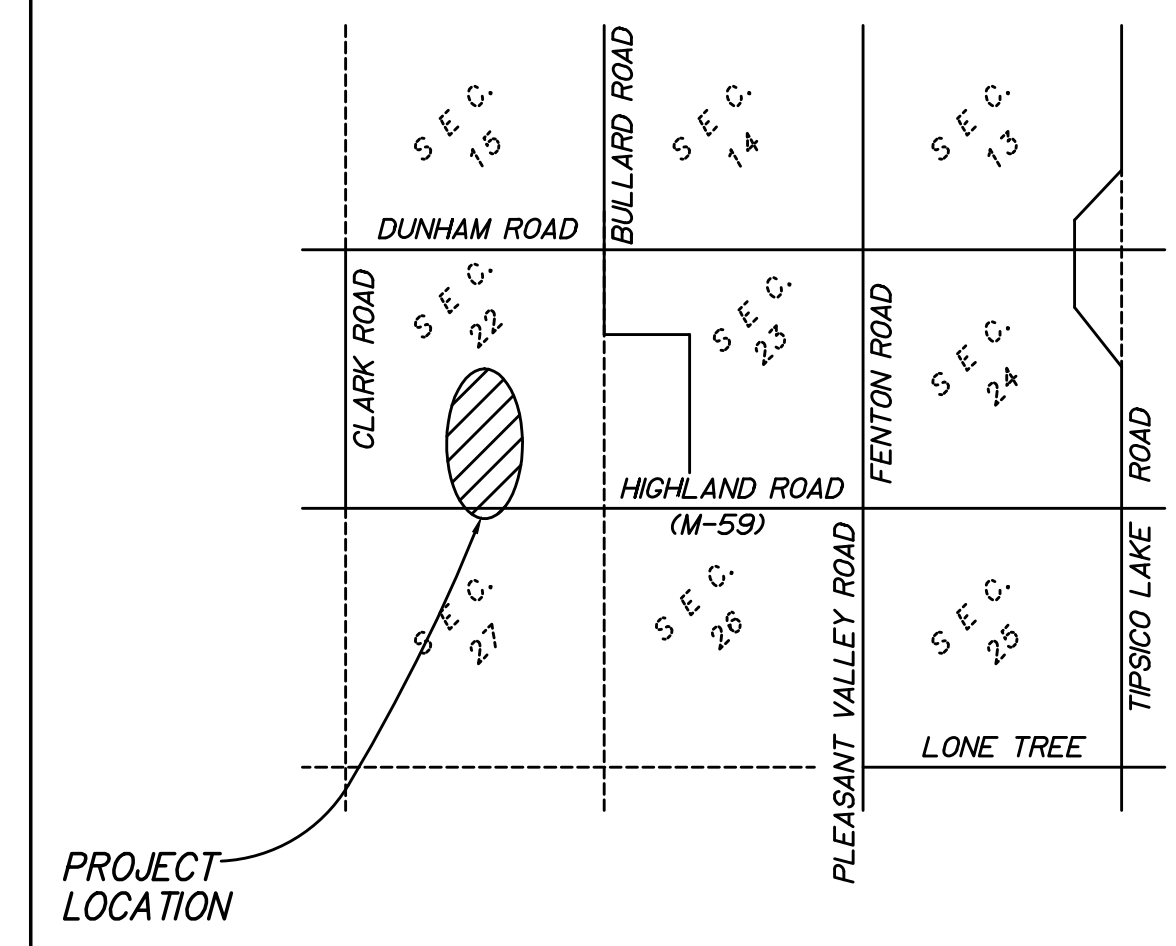 SEC. 15
SEC. 14
SEC. 13
BULLARD ROAD
DUNHAM ROAD
CLARK ROAD
SEC. 22
SEC. 23
FENTON ROAD
SEC. 24
HIGHLAND ROAD
(M-59)
SEC. 27
SEC. 26
PLEASANT VALLEY ROAD
SEC. 25
TIPSICO LAKE ROAD
LONE TREE
PROJECT
LOCATION